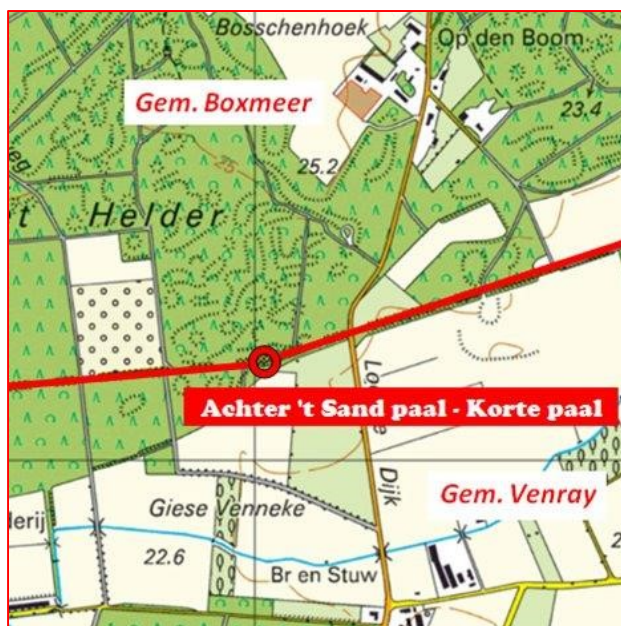 Bosschenhoek
Op den Boom
Gem. Boxmeer
23.4
25.2
25
Helder
Achter 't Sand paal - Korte paal
Dijk
Gem. Venray
Giese Venneke
22.6
Br en Stuw